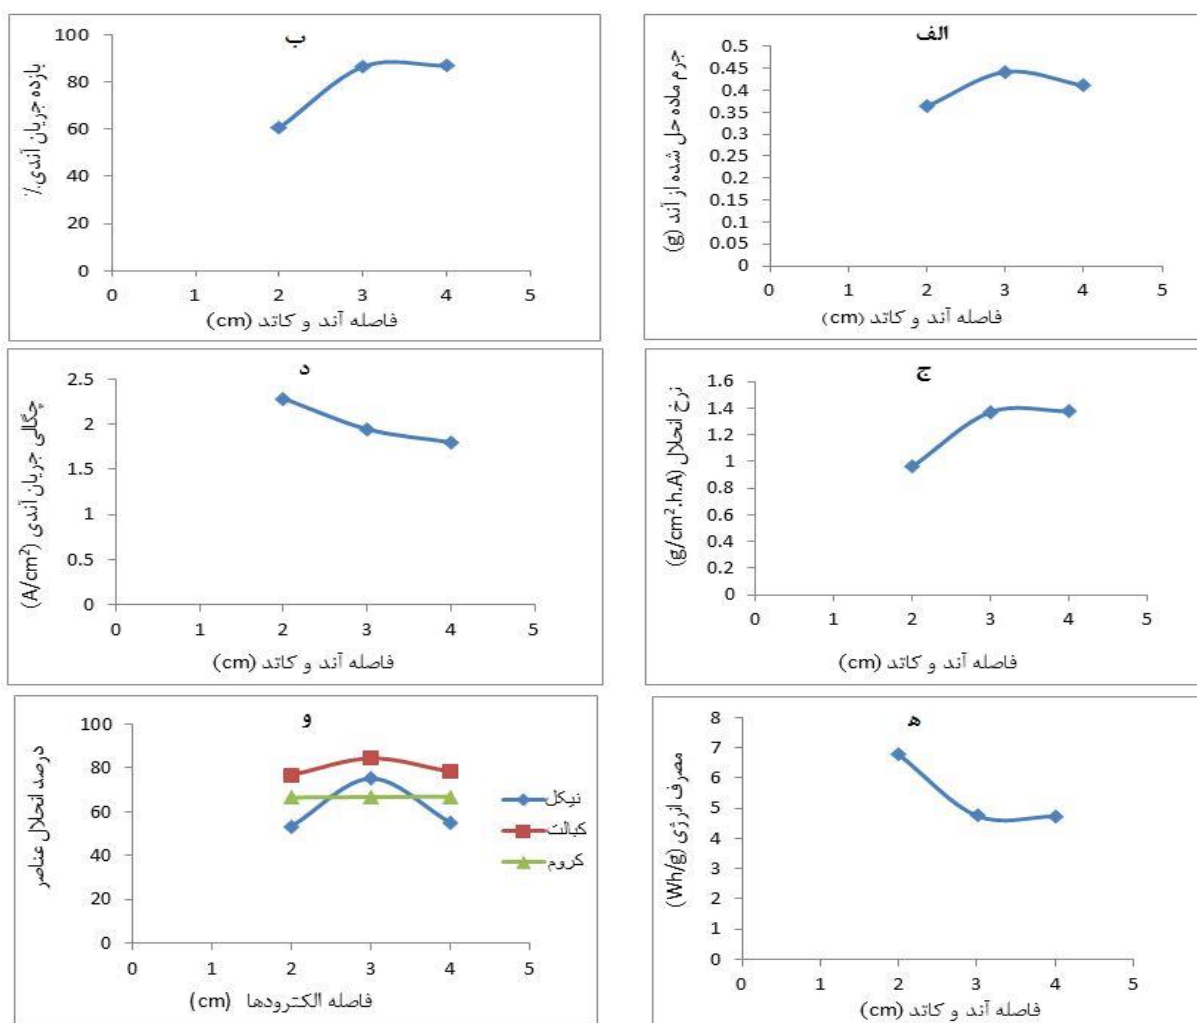 الف
جرم ماده حل شده از آند (g)
0.5
0.45
0.4
0.35
0.3
0.25
0.2
0.15
0.1
0.05
0
0 1 2 3 4 5
فاصله آند و کاتد (cm)
ب
بازده جریان آندی٪
100
80
60
40
20
0
0 1 2 3 4 5
فاصله آند و کاتد (cm)
ج
نرخ انحلال (g/cm².h.A)
1.6
1.4
1.2
1
0.8
0.6
0.4
0.2
0
0 1 2 3 4 5
فاصله آند و کاتد (cm)
د
چگالی جریان آندی (A/cm²)
2.5
2
1.5
1
0.5
0
0 1 2 3 4 5
فاصله آند و کاتد (cm)
ه
مصرف انرژی (Wh/g)
8
7
6
5
4
3
2
1
0
0 1 2 3 4 5
فاصله آند و کاتد (cm)
و
درصد انحلال عناصر
100
80
60
40
20
0
0 1 2 3 4 5
فاصله الکترودها (cm)
نیکل
کبالت
کروم